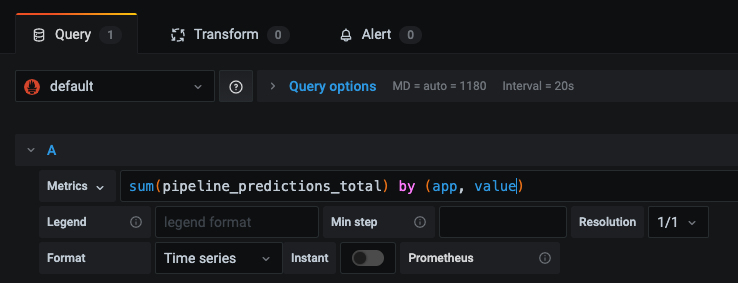 Query 1 Transform 0 Alert 0
default Query options MD = auto = 1180 Interval = 20s
A
Metrics sum(pipeline_predictions_total) by (app, value)
Legend legend format Min step Resolution 1/1
Format Time series Instant Prometheus